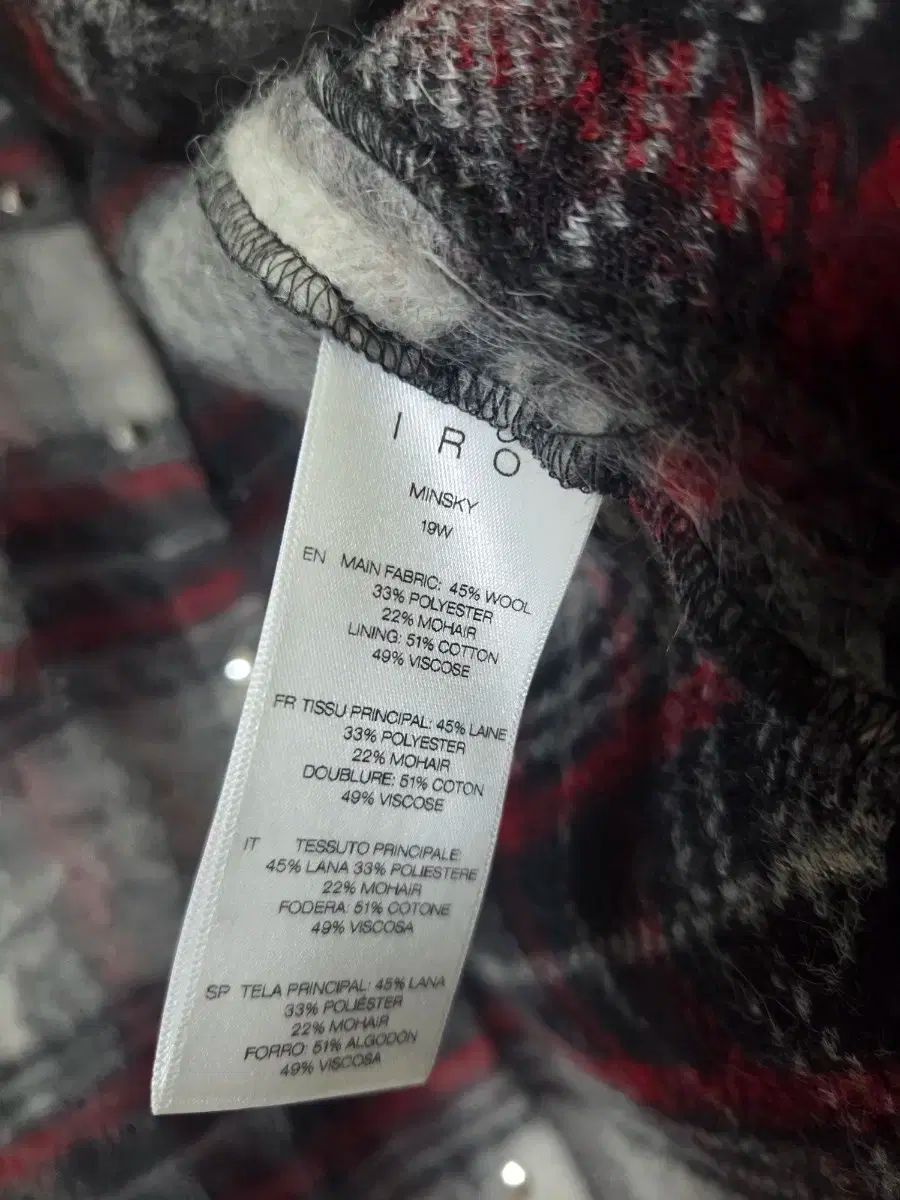 IRO
MINSKY
19W
EN MAIN FABRIC: 45% WOOL
33% POLYESTER
22% MOHAIR
LINING: 51% COTTON
49% VISCOSE
FR TISSU PRINCIPAL: 45% LAINE
33% POLYESTER
22% MOHAIR
DOUBLURE: 51% COTON
49% VISCOSE
IT TESSUTO PRINCIPALE:
45% LANA 33% POLIESTERE
22% MOHAIR
FODERA: 51% COTONE
49% VISCOSA
SP TELA PRINCIPAL: 45% LANA
33% POLIÉSTER
22% MOHAIR
FORRO: 51% ALGODÓN
49% VISCOSA